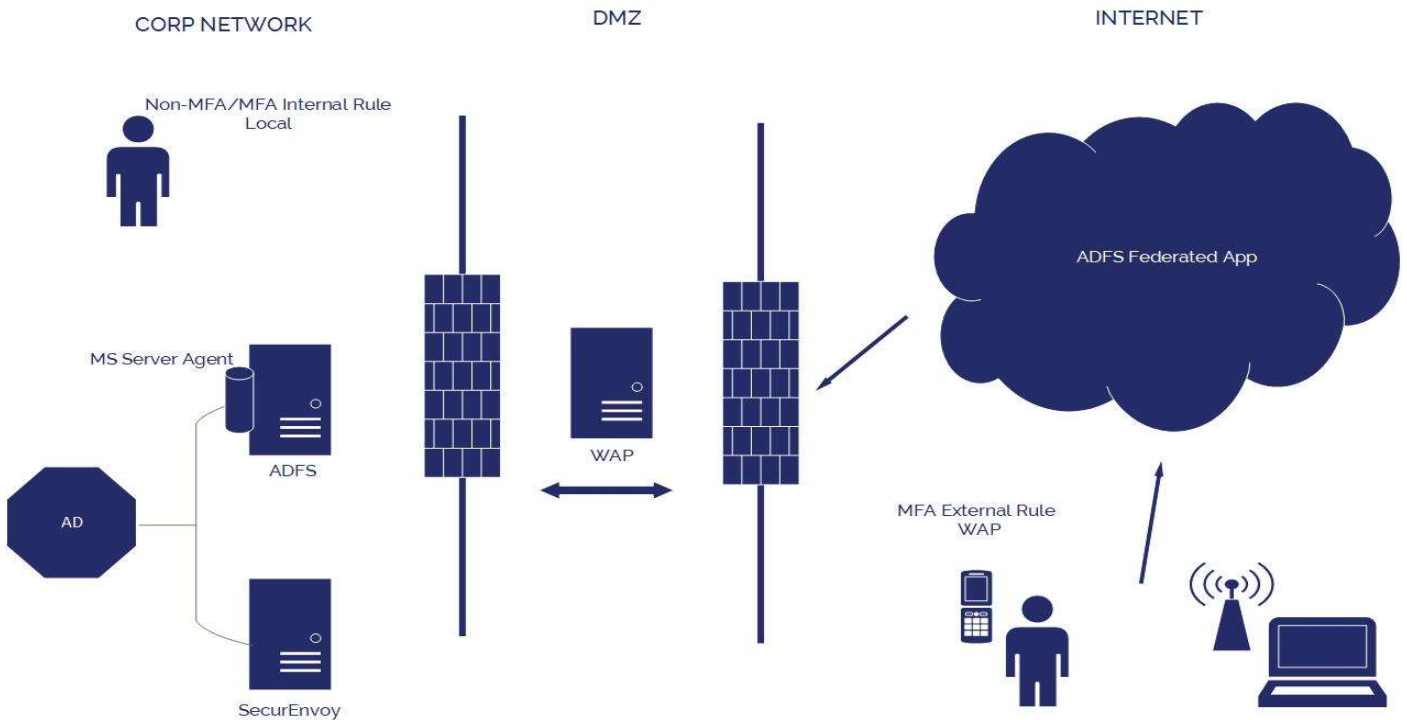 CORP NETWORK
DMZ
INTERNET
Non-MFA/MFA Internal Rule
Local
ADFS Federated App
MS Server Agent
ADFS
WAP
AD
MFA External Rule
WAP
SecurEnvoy